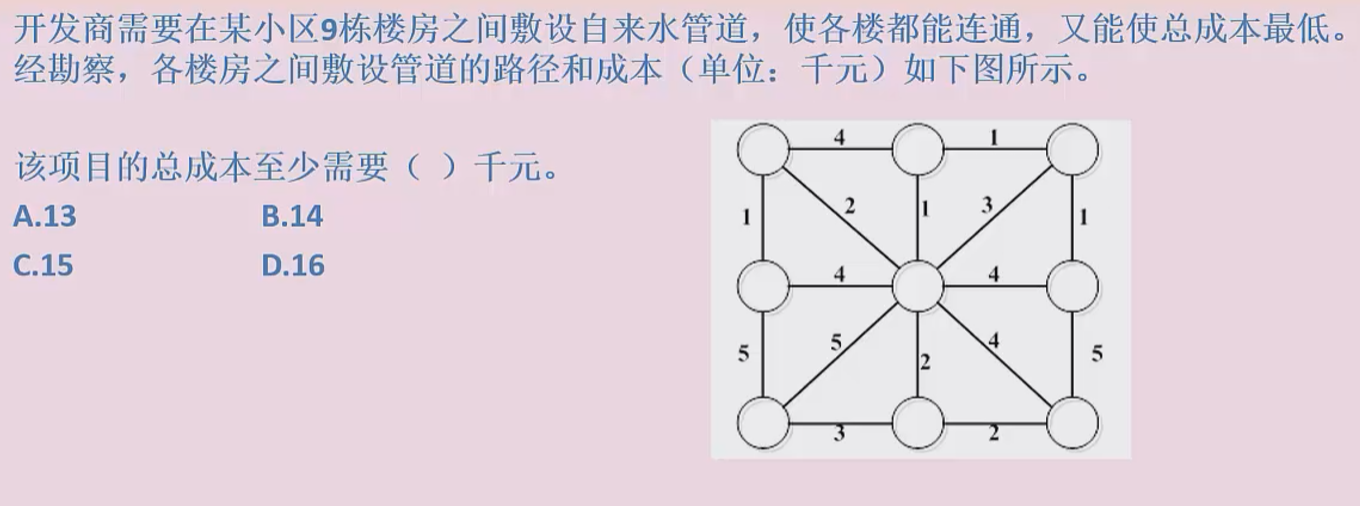 开发商需要在某小区9栋楼房之间敷设自来水管道，使各楼都能连通，又能使总成本最低。
经勘察，各楼房之间敷设管道的路径和成本（单位：千元）如下图所示。
该项目的总成本至少需要（ ）千元。
A.13 B.14
C.15 D.16
4 1
1 2 1 3 1
4 4
5 5 2 4 5
3 2